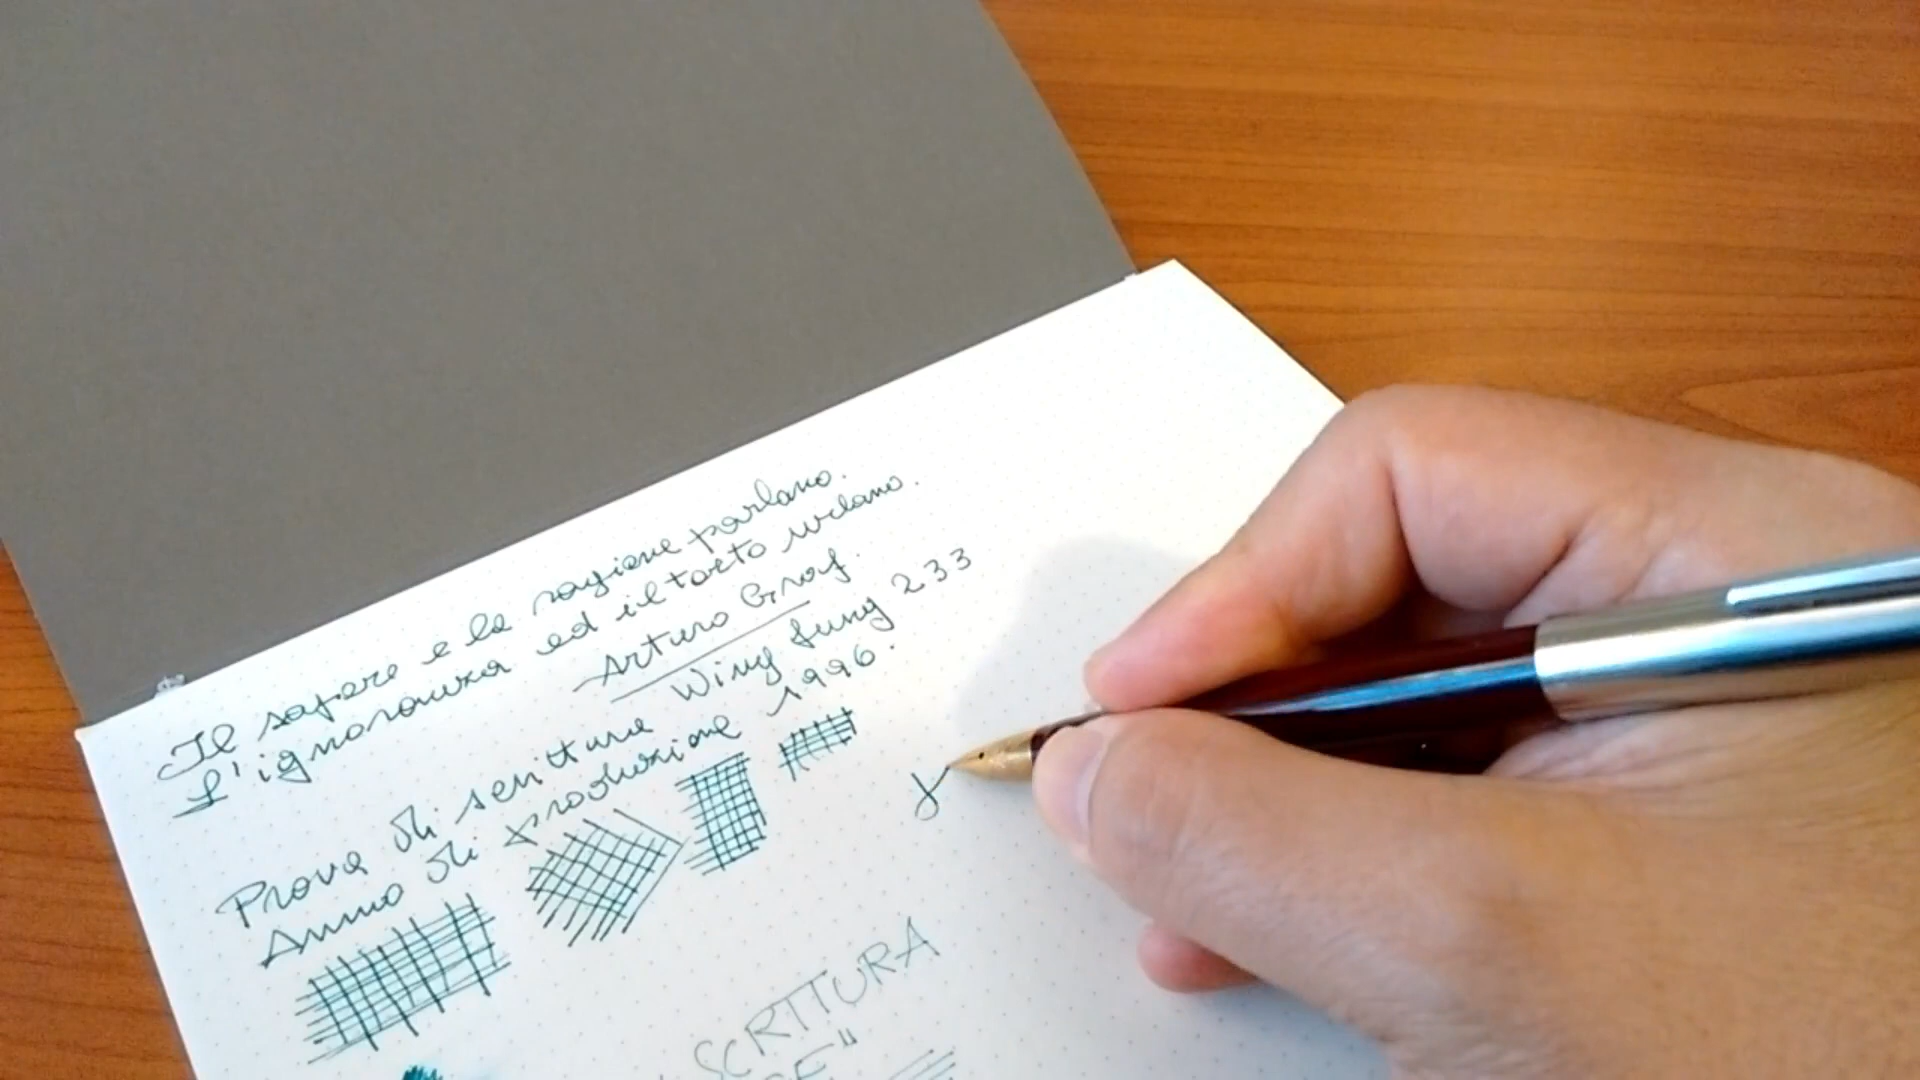 Il sapere e la ragione parlano.
L'ignoranza ed il torto urlano.
Arturo Graf.
Prova di scrittura Wing Sung 233
Anno di produzione 1996.
SCRITTURA